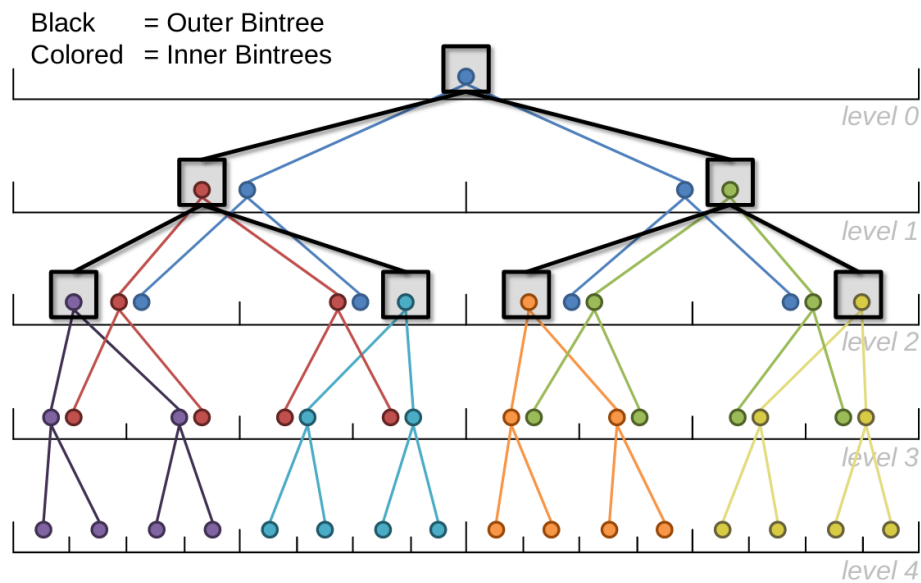 Black = Outer Bintree
Colored = Inner Bintrees
level 0
level 1
level 2
level 3
level 4